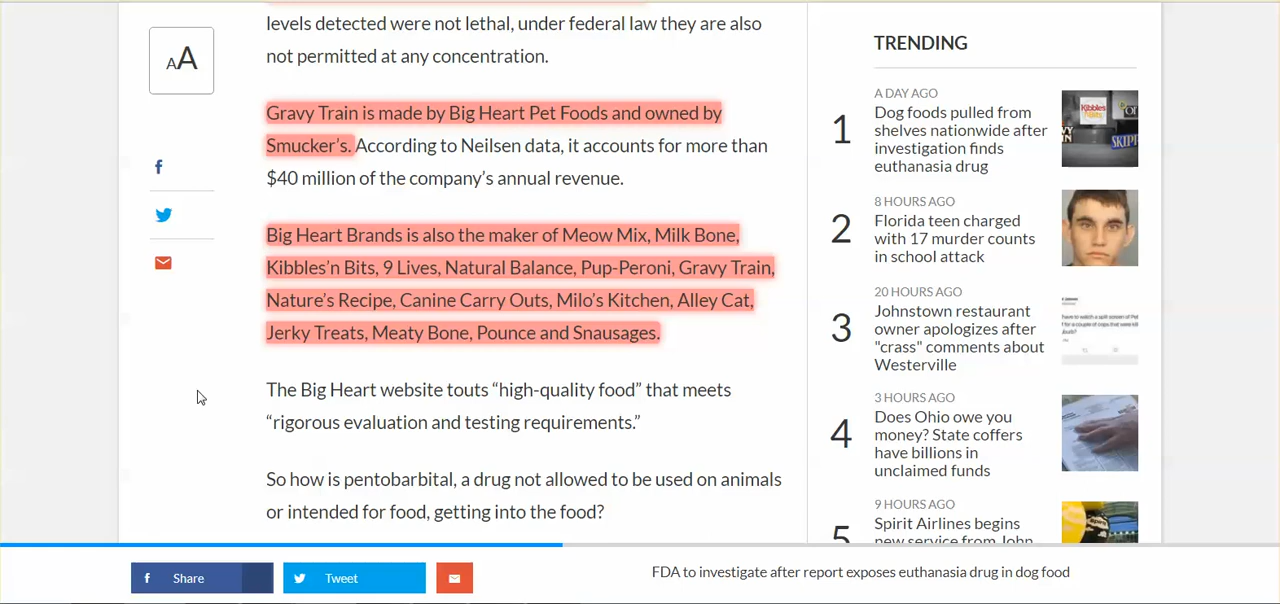 levels detected were not lethal, under federal law they are also
not permitted at any concentration.
AA
Gravy Train is made by Big Heart Pet Foods and owned by
Smucker's. According to Neilsen data, it accounts for more than
$40 million of the company's annual revenue.
Big Heart Brands is also the maker of Meow Mix, Milk Bone,
Kibbles'n Bits, 9 Lives, Natural Balance, Pup-Peroni, Gravy Train,
Nature's Recipe, Canine Carry Outs, Milo's Kitchen, Alley Cat,
Jerky Treats, Meaty Bone, Pounce and Snausages.
The Big Heart website touts “high-quality food” that meets
“rigorous evaluation and testing requirements.”
So how is pentobarbital, a drug not allowed to be used on animals
or intended for food, getting into the food?
TRENDING
1
A DAY AGO
Dog foods pulled from
shelves nationwide after
investigation finds
euthanasia drug
2
8 HOURS AGO
Florida teen charged
with 17 murder counts
in school attack
3
20 HOURS AGO
Johnstown restaurant
owner apologizes after
"crass" comments about
Westerville
4
3 HOURS AGO
Does Ohio owe you
money? State coffers
have billions in
unclaimed funds
5
9 HOURS AGO
Spirit Airlines begins
new service from John
Share
Tweet
FDA to investigate after report exposes euthanasia drug in dog food